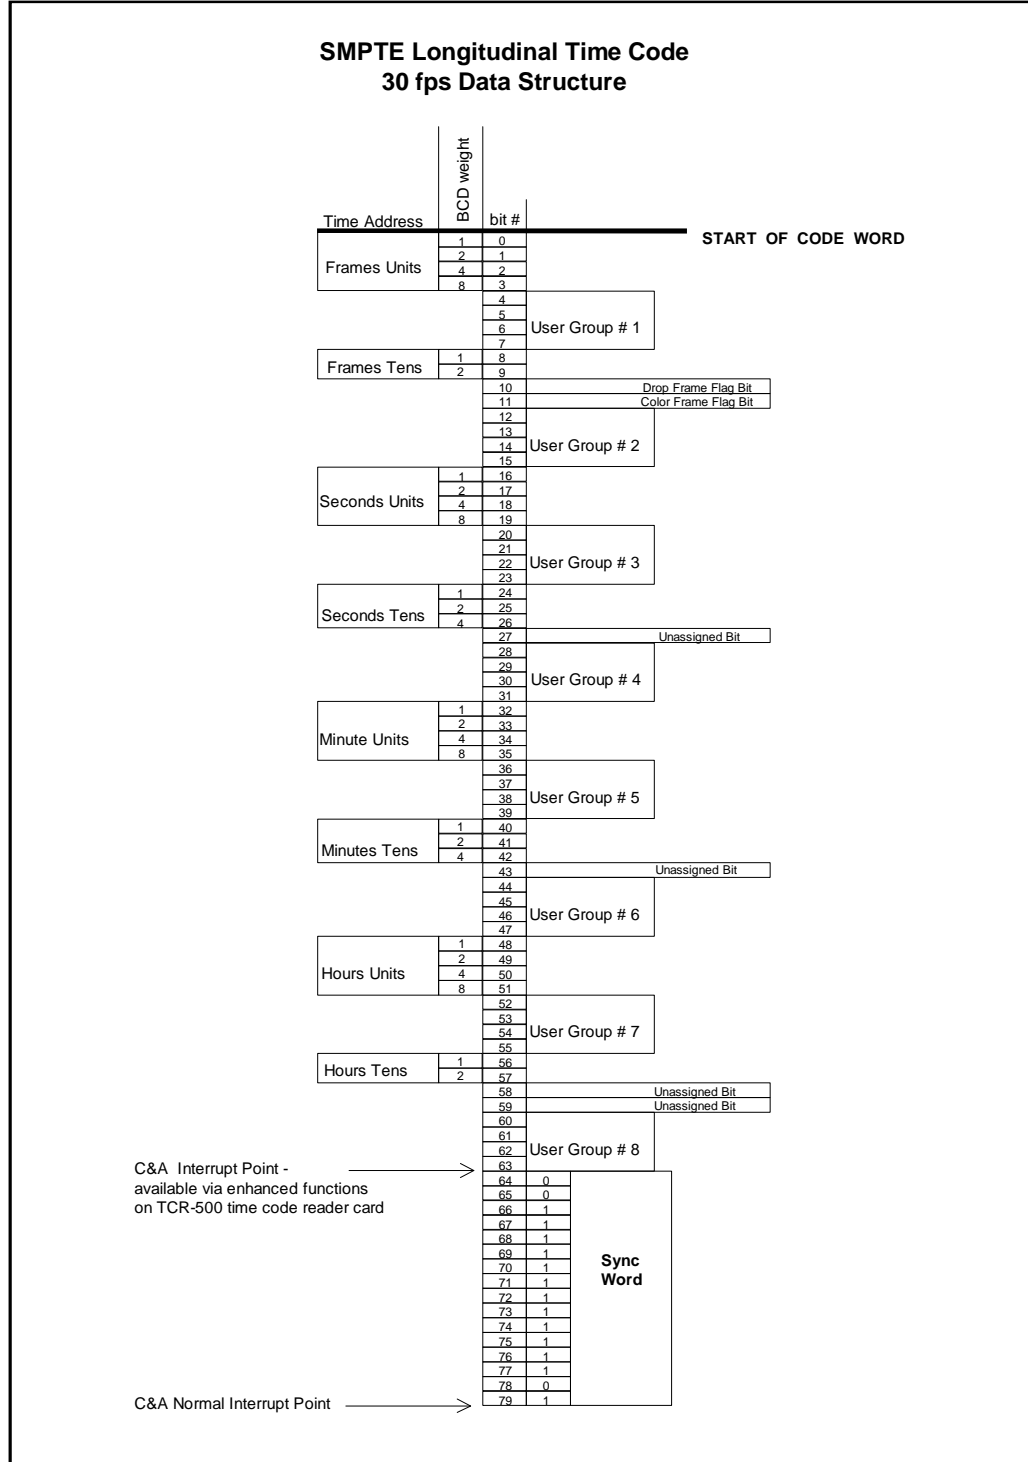 SMPTE Longitudinal Time Code
30 fps Data Structure
BCD weight
Time Address bit #
START OF CODE WORD
1 0
2 1
Frames Units 4 2
8 3
4
5
User Group # 1 6
7
1 8
Frames Tens 2 9
10 Drop Frame Flag Bit
11 Color Frame Flag Bit
12
13
14 User Group # 2
15
1 16
2 17
Seconds Units 4 18
8 19
20
21
22 User Group # 3
23
1 24
2 25
Seconds Tens 4 26
27 Unassigned Bit
28
29
30 User Group # 4
31
1 32
2 33
Minute Units 4 34
8 35
36
37
38 User Group # 5
39
1 40
2 41
Minutes Tens 4 42
43 Unassigned Bit
44
45
46 User Group # 6
47
1 48
2 49
Hours Units 4 50
8 51
52
53
54 User Group # 7
55
1 56
Hours Tens 2 57
58 Unassigned Bit
59 Unassigned Bit
60
61
62 User Group # 8
63
C&A Interrupt Point -
available via enhanced functions
on TCR-500 time code reader card
64 0
65 0
66 1
67 1
68 1
69 1
70 1
71 1
72 1
73 1
74 1
75 1
76 1
77 1
78 0
79 1
Sync
Word
C&A Normal Interrupt Point